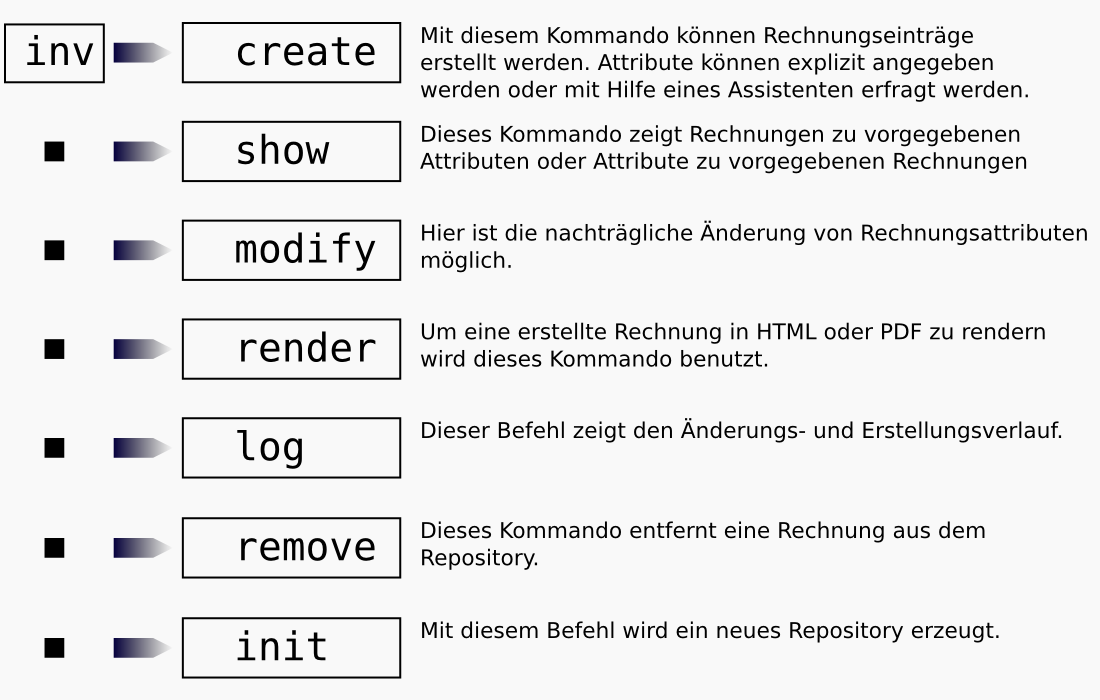 inv
create
Mit diesem Kommando können Rechnungseinträge
erstellt werden. Attribute können explizit angegeben
werden oder mit Hilfe eines Assistenten erfragt werden.
show
Dieses Kommando zeigt Rechnungen zu vorgegebenen
Attributen oder Attribute zu vorgegebenen Rechnungen
modify
Hier ist die nachträgliche Änderung von Rechnungsattributen
möglich.
render
Um eine erstellte Rechnung in HTML oder PDF zu rendern
wird dieses Kommando benutzt.
log
Dieser Befehl zeigt den Änderungs- und Erstellungsverlauf.
remove
Dieses Kommando entfernt eine Rechnung aus dem
Repository.
init
Mit diesem Befehl wird ein neues Repository erzeugt.